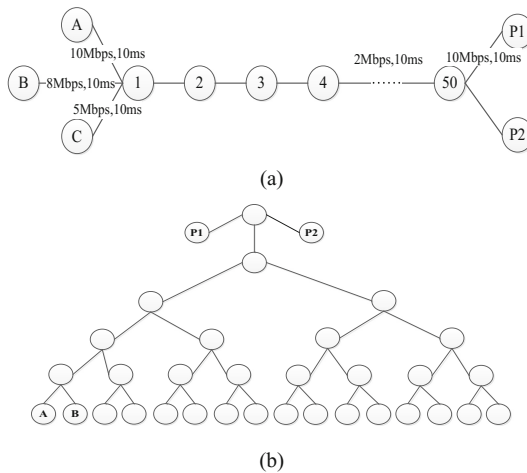 A
P1
10Mbps,10ms
2Mbps,10ms
10Mbps,10ms
B
8Mbps,10ms
1
2
3
4
......
50
5Mbps,10ms
C
P2
(a)
P1
P2
A
B
(b)